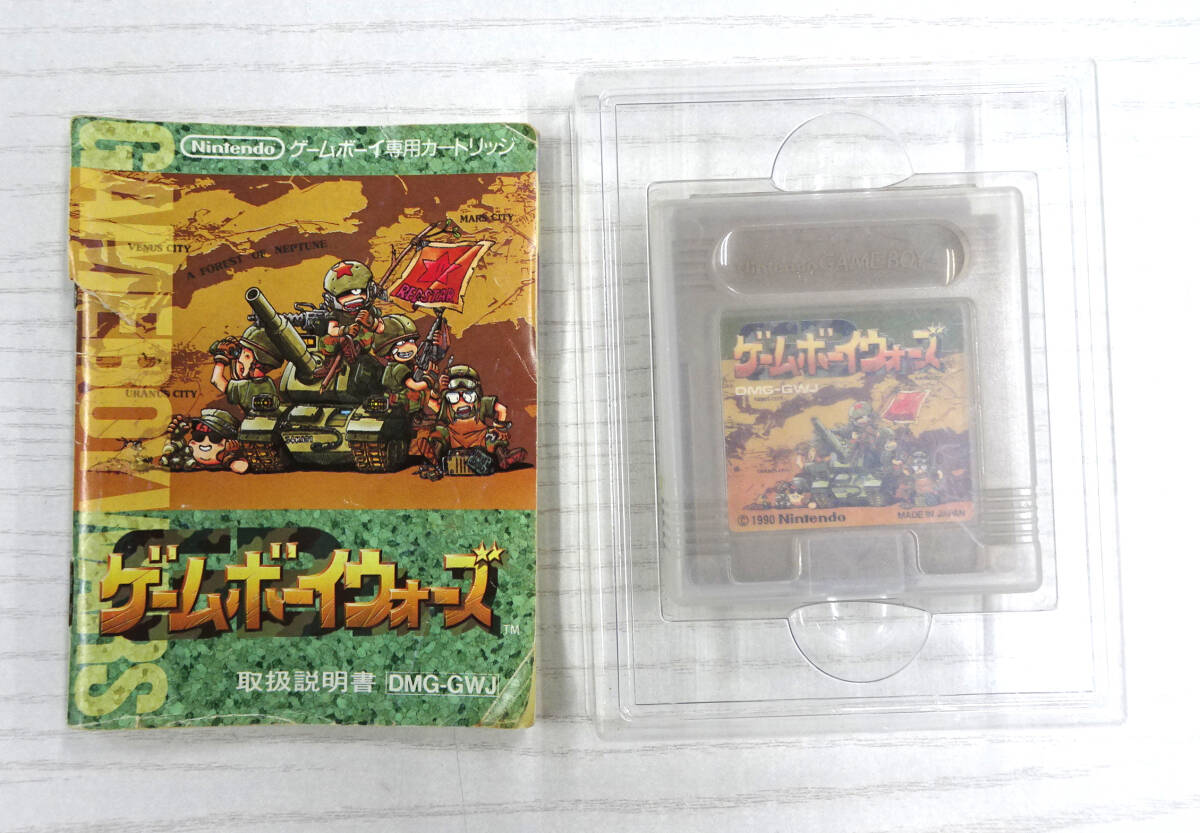 GAMEBOY WARS
Nintendo ゲームボーイ専用カートリッジ
MARS CITY
VENUS CITY
A FOREST OF NEPTUNE
RED STAR
URANUS CITY
ゲームボーイウォーズ
TM
取扱説明書 DMG-GWJ
Nintendo GAME BOY
ゲームボーイウォーズ
DMG-GWJ
© 1990 Nintendo
MADE IN JAPAN